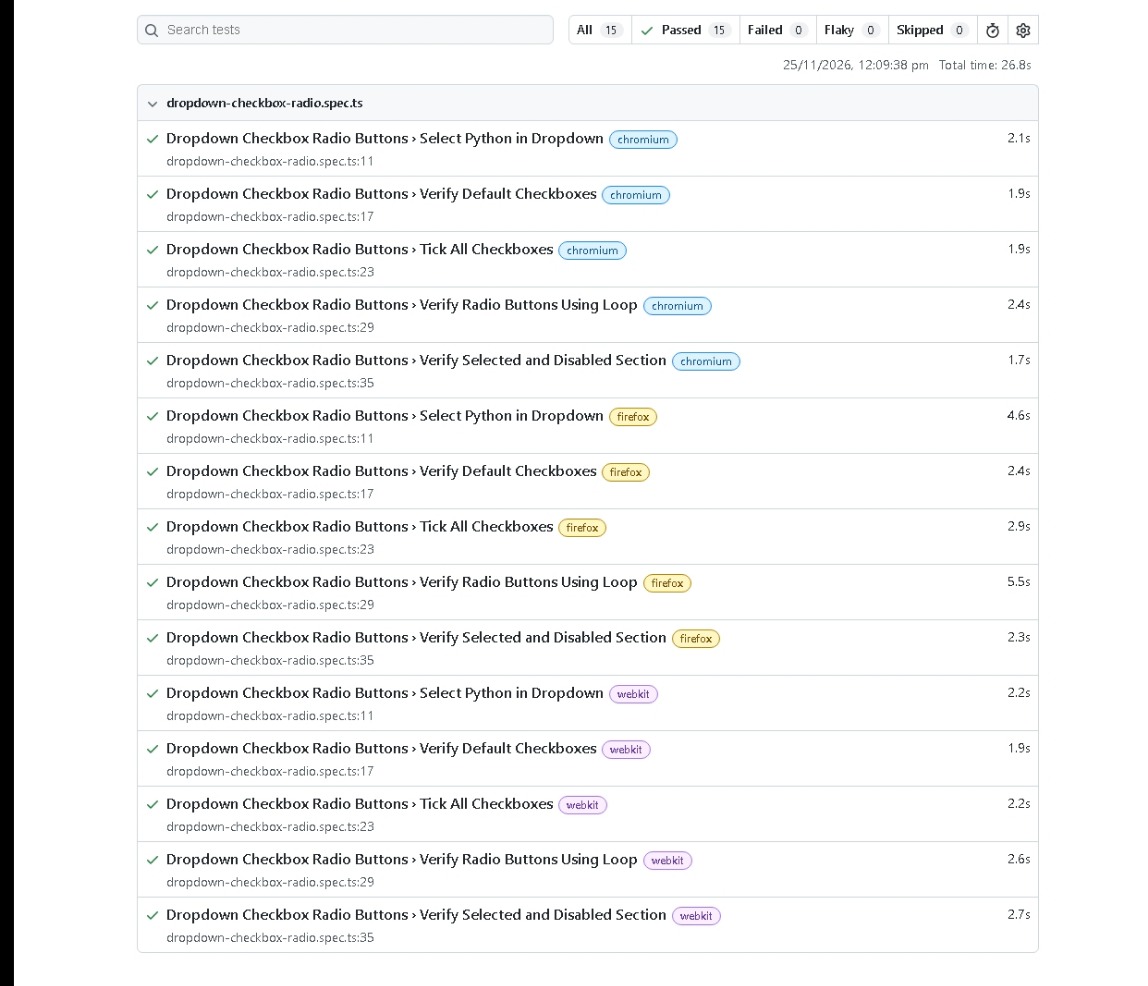 Search tests
All 15 Passed 15 Failed 0 Flaky 0 Skipped 0
25/11/2026, 12:09:38 pm Total time: 26.8s
dropdown-checkbox-radio.spec.ts
Dropdown Checkbox Radio Buttons › Select Python in Dropdown chromium 2.1s
dropdown-checkbox-radio.spec.ts:11
Dropdown Checkbox Radio Buttons › Verify Default Checkboxes chromium 1.9s
dropdown-checkbox-radio.spec.ts:17
Dropdown Checkbox Radio Buttons › Tick All Checkboxes chromium 1.9s
dropdown-checkbox-radio.spec.ts:23
Dropdown Checkbox Radio Buttons › Verify Radio Buttons Using Loop chromium 2.4s
dropdown-checkbox-radio.spec.ts:29
Dropdown Checkbox Radio Buttons › Verify Selected and Disabled Section chromium 1.7s
dropdown-checkbox-radio.spec.ts:35
Dropdown Checkbox Radio Buttons › Select Python in Dropdown firefox 4.6s
dropdown-checkbox-radio.spec.ts:11
Dropdown Checkbox Radio Buttons › Verify Default Checkboxes firefox 2.4s
dropdown-checkbox-radio.spec.ts:17
Dropdown Checkbox Radio Buttons › Tick All Checkboxes firefox 2.9s
dropdown-checkbox-radio.spec.ts:23
Dropdown Checkbox Radio Buttons › Verify Radio Buttons Using Loop firefox 5.5s
dropdown-checkbox-radio.spec.ts:29
Dropdown Checkbox Radio Buttons › Verify Selected and Disabled Section firefox 2.3s
dropdown-checkbox-radio.spec.ts:35
Dropdown Checkbox Radio Buttons › Select Python in Dropdown webkit 2.2s
dropdown-checkbox-radio.spec.ts:11
Dropdown Checkbox Radio Buttons › Verify Default Checkboxes webkit 1.9s
dropdown-checkbox-radio.spec.ts:17
Dropdown Checkbox Radio Buttons › Tick All Checkboxes webkit 2.2s
dropdown-checkbox-radio.spec.ts:23
Dropdown Checkbox Radio Buttons › Verify Radio Buttons Using Loop webkit 2.6s
dropdown-checkbox-radio.spec.ts:29
Dropdown Checkbox Radio Buttons › Verify Selected and Disabled Section webkit 2.7s
dropdown-checkbox-radio.spec.ts:35